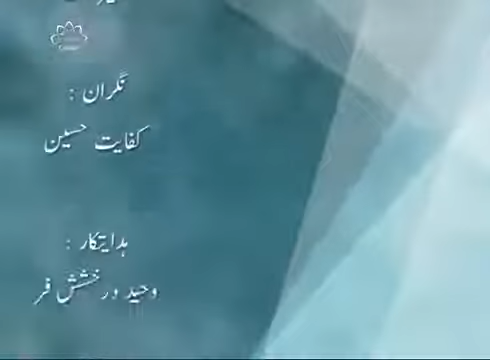 نگران :
کفایت حسین
ہدایتکار :
وحید درخشش فر